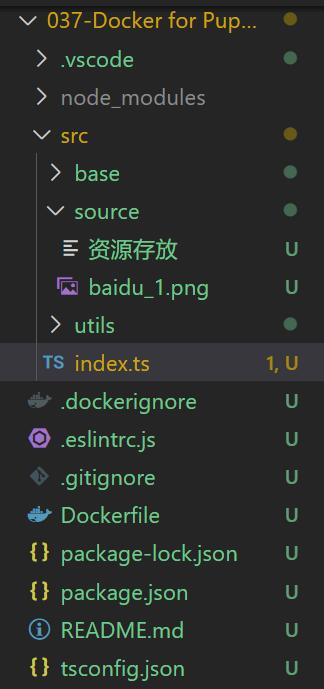 037-Docker for Pup...
.vscode
node_modules
src
base
source
资源存放 U
baidu_1.png U
utils
TS index.ts 1, U
.dockerignore U
.eslintrc.js U
.gitignore U
Dockerfile U
{} package-lock.json U
{} package.json U
README.md U
{} tsconfig.json U